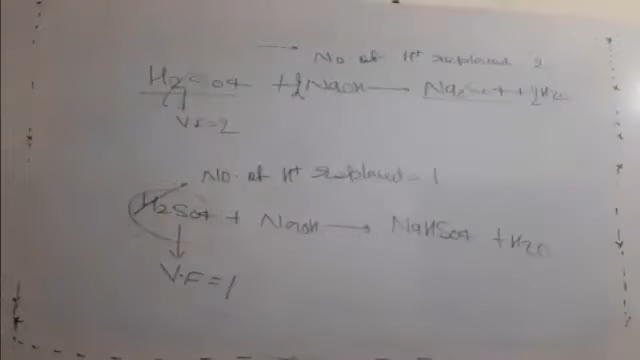 No. of H+ replaced 2
H2SO4 + 2NaOH → Na2SO4 + 2H2O
V.F=2
No. of H+ replaced = 1
H2SO4 + NaOH → NaHSO4 + H2O
V.F=1